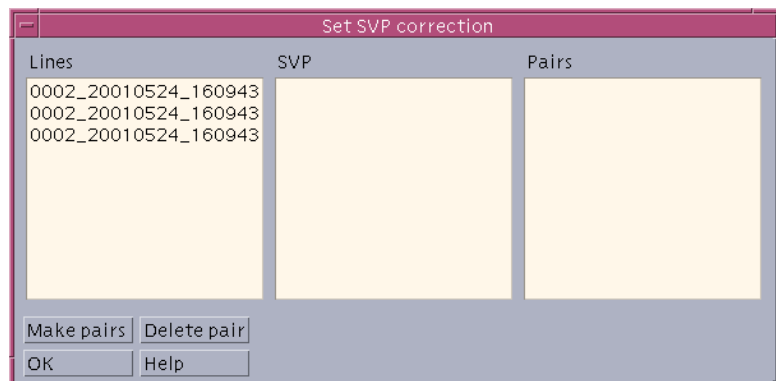 Set SVP correction
Lines SVP Pairs
0002_20010524_160943
0002_20010524_160943
0002_20010524_160943
Make pairs Delete pair
OK Help